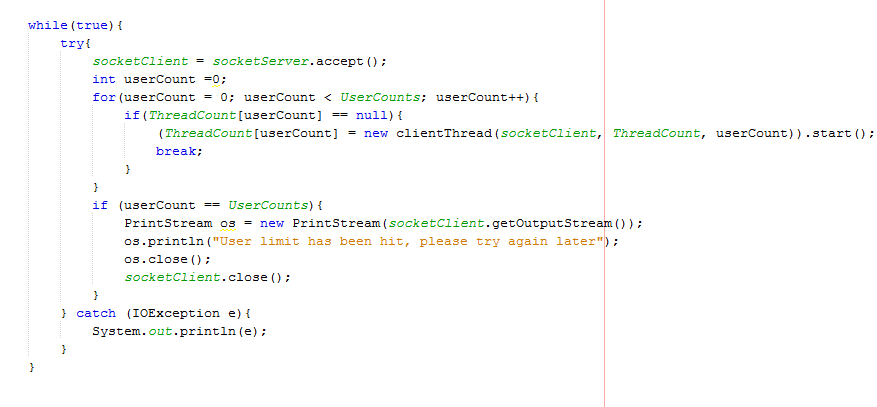 while(true){
try{
socketClient = socketServer.accept();
int userCount =0;
for(userCount = 0; userCount < UserCounts; userCount++){
if(ThreadCount[userCount] == null){
(ThreadCount[userCount] = new clientThread(socketClient, ThreadCount, userCount)).start();
break;
}
}
if (userCount == UserCounts){
PrintStream os = new PrintStream(socketClient.getOutputStream());
os.println("User limit has been hit, please try again later");
os.close();
socketClient.close();
}
} catch (IOException e){
System.out.println(e);
}
}